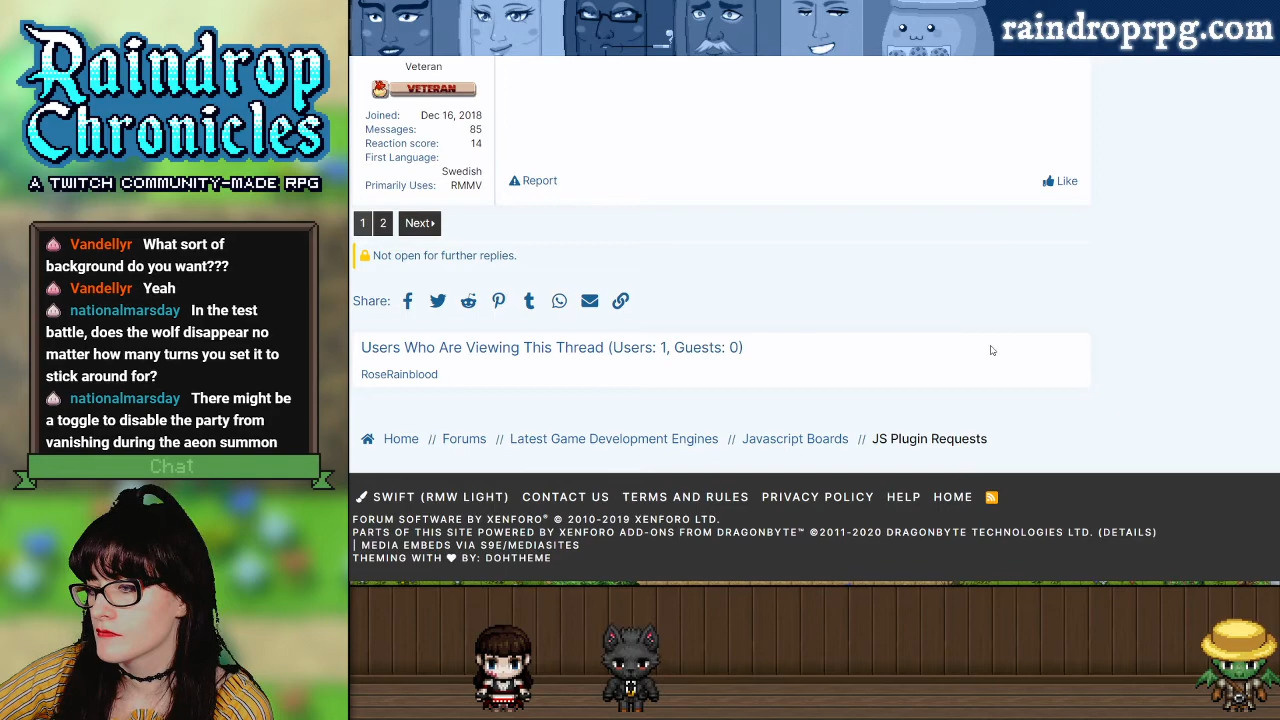 Raindrop
Chronicles
A TWITCH COMMUNITY-MADE RPG
Vandellyr What sort of
background do you want???
Vandellyr Yeah
nationalmarsday In the test
battle, does the wolf disappear no
matter how many turns you set it to
stick around for?
nationalmarsday There might be
a toggle to disable the party from
vanishing during the aeon summon
Chat
raindroprpg.com
Veteran
VETERAN
Joined: Dec 16, 2018
Messages: 85
Reaction score: 14
First Language:
Swedish
Primarily Uses: RMMV
Report
Like
1 2 Next
Not open for further replies.
Share:
Users Who Are Viewing This Thread (Users: 1, Guests: 0)
RoseRainblood
Home // Forums // Latest Game Development Engines // Javascript Boards // JS Plugin Requests
SWIFT (RMW LIGHT) CONTACT US TERMS AND RULES PRIVACY POLICY HELP HOME
FORUM SOFTWARE BY XENFORO® © 2010-2019 XENFORO LTD.
PARTS OF THIS SITE POWERED BY XENFORO ADD-ONS FROM DRAGONBYTE™ ©2011-2020 DRAGONBYTE TECHNOLOGIES LTD. (DETAILS)
| MEDIA EMBEDS VIA S9E/MEDIASITES
THEMING WITH ❤ BY: DOHTHEME